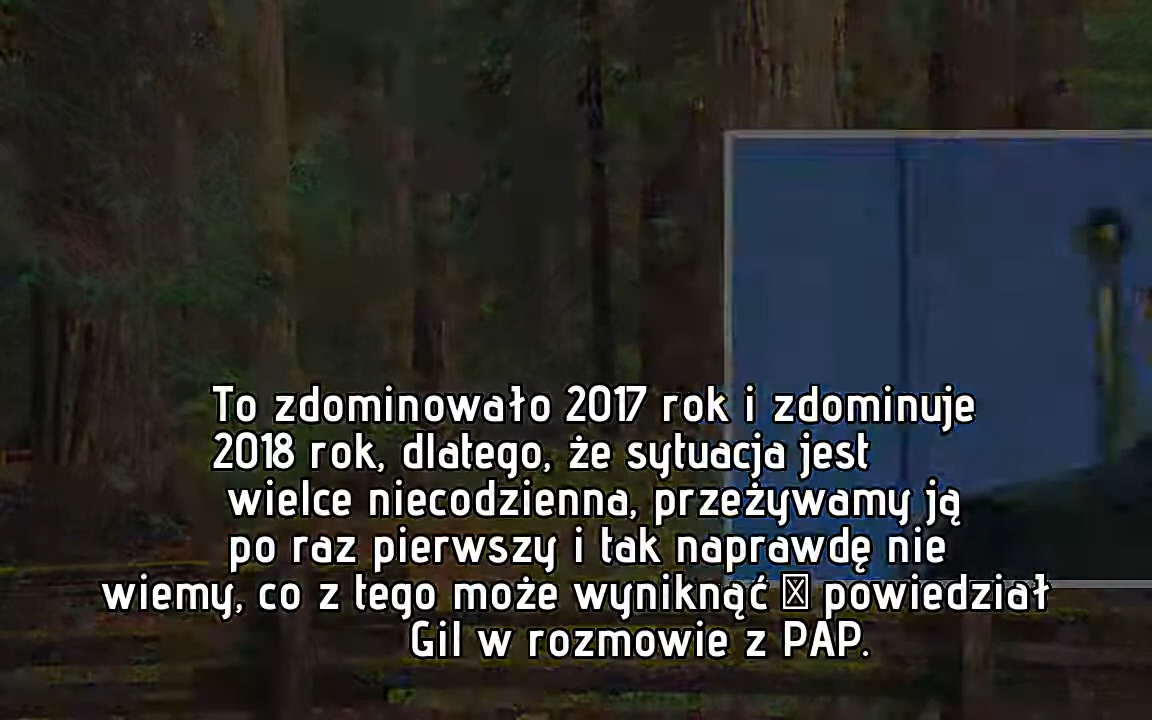 To zdominowało 2017 rok i zdominuje
2018 rok, dlatego, że sytuacja jest
wielce niecodzienna, przeżywamy ją
po raz pierwszy i tak naprawdę nie
wiemy, co z tego może wyniknąć ☒ powiedział
Gil w rozmowie z PAP.